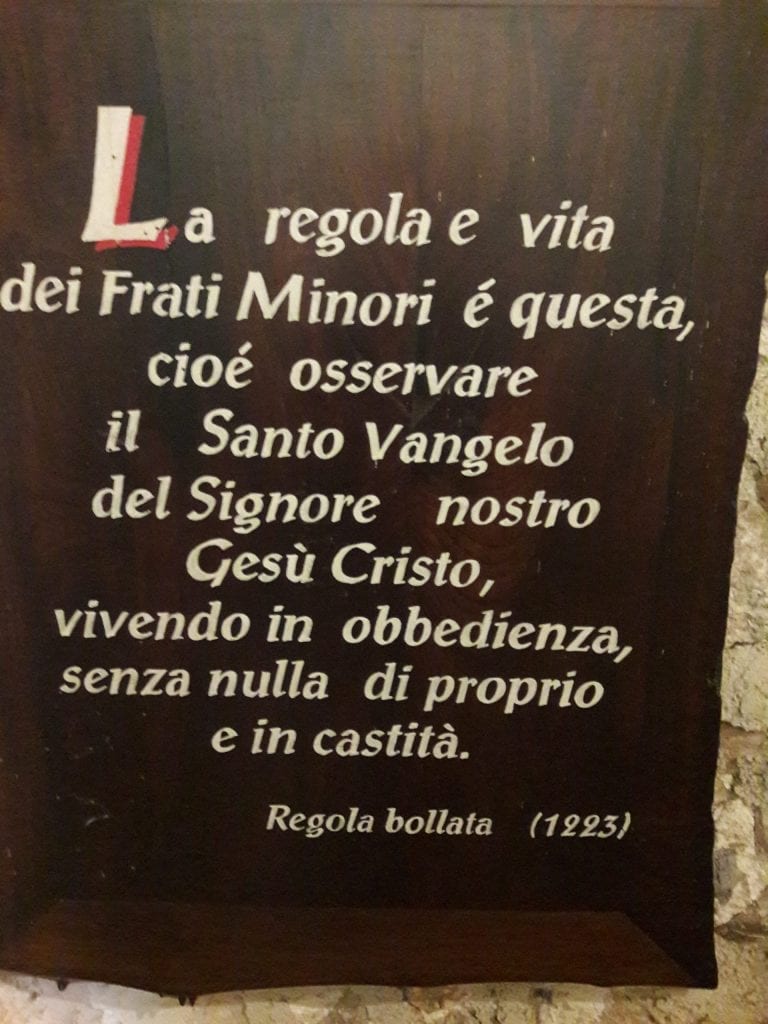 La regola e vita
dei Frati Minori é questa,
cioé osservare
il Santo Vangelo
del Signore nostro
Gesù Cristo,
vivendo in obbedienza,
senza nulla di proprio
e in castità.
Regola bollata (1223)